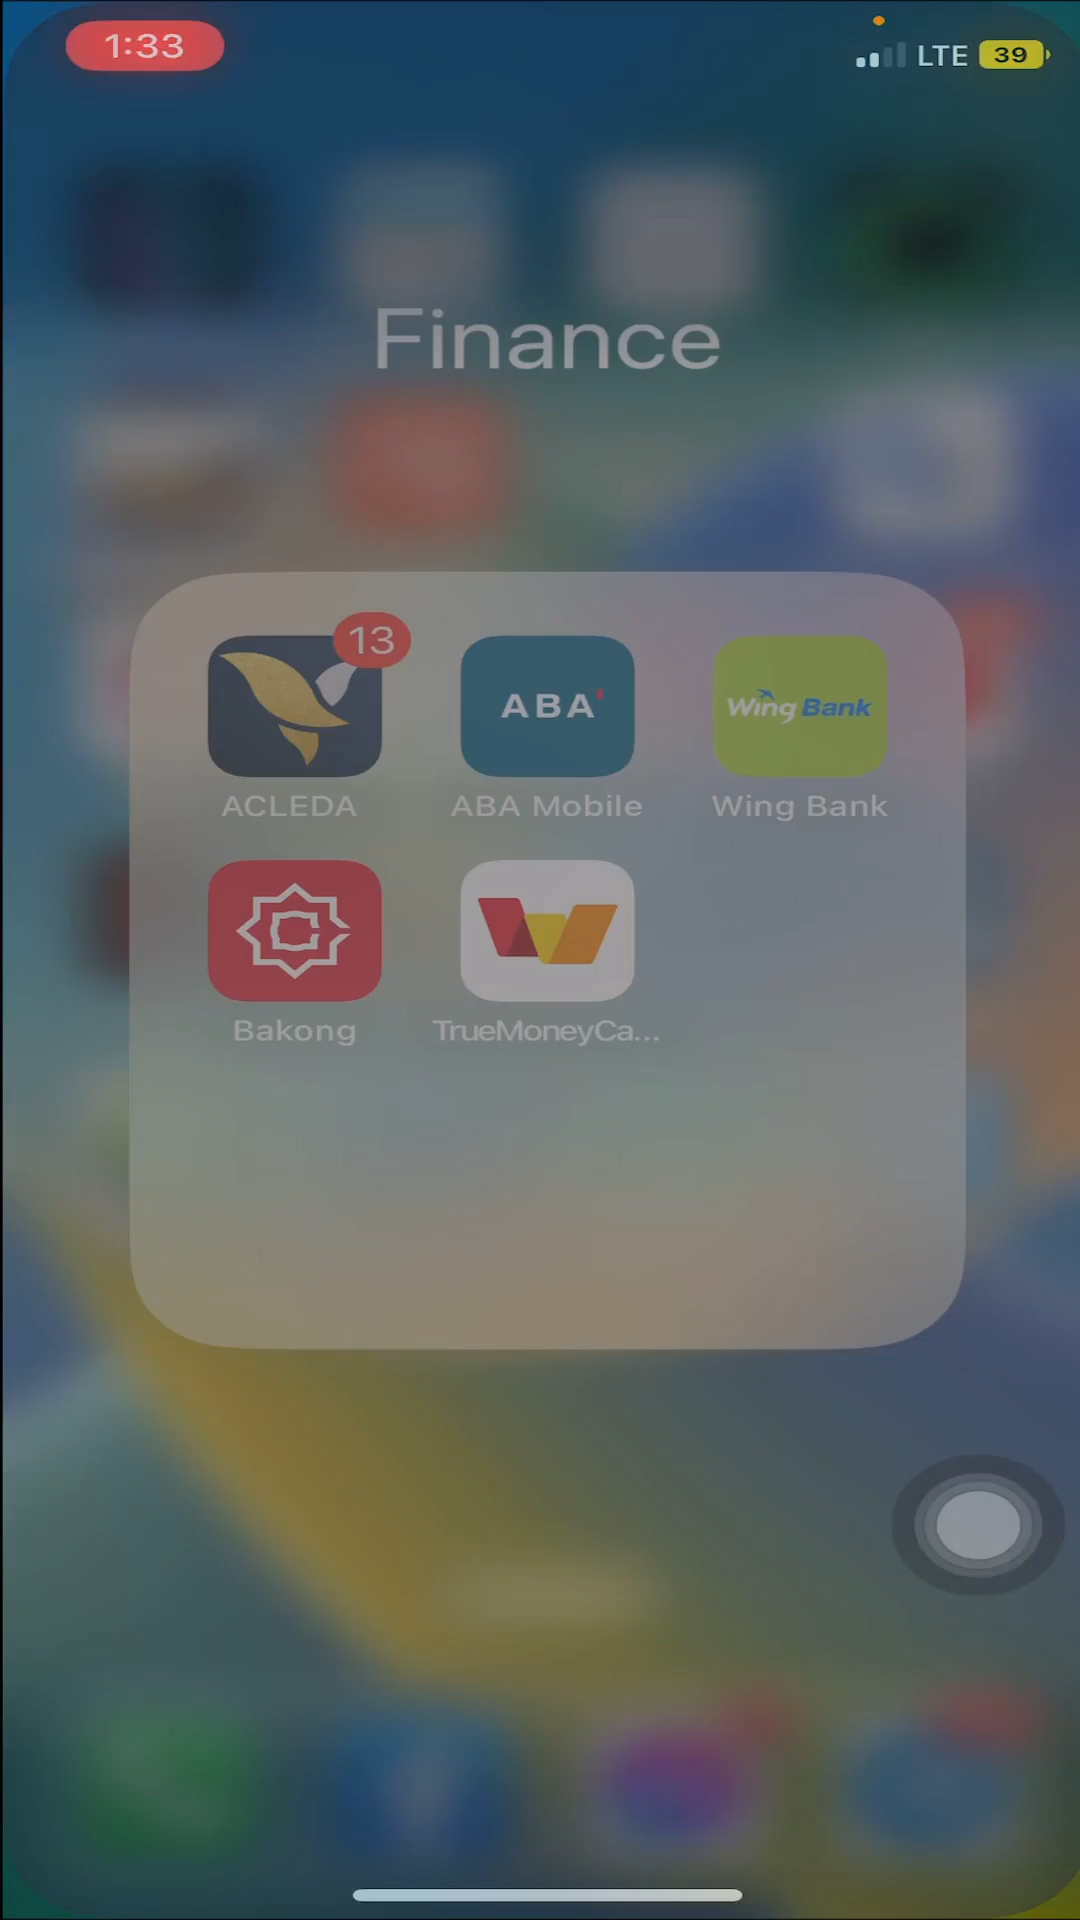 1:33
LTE 39
Finance
13
ABA'
Wing Bank
ACLEDA
ABA Mobile
Wing Bank
Bakong
TrueMoneyCa...